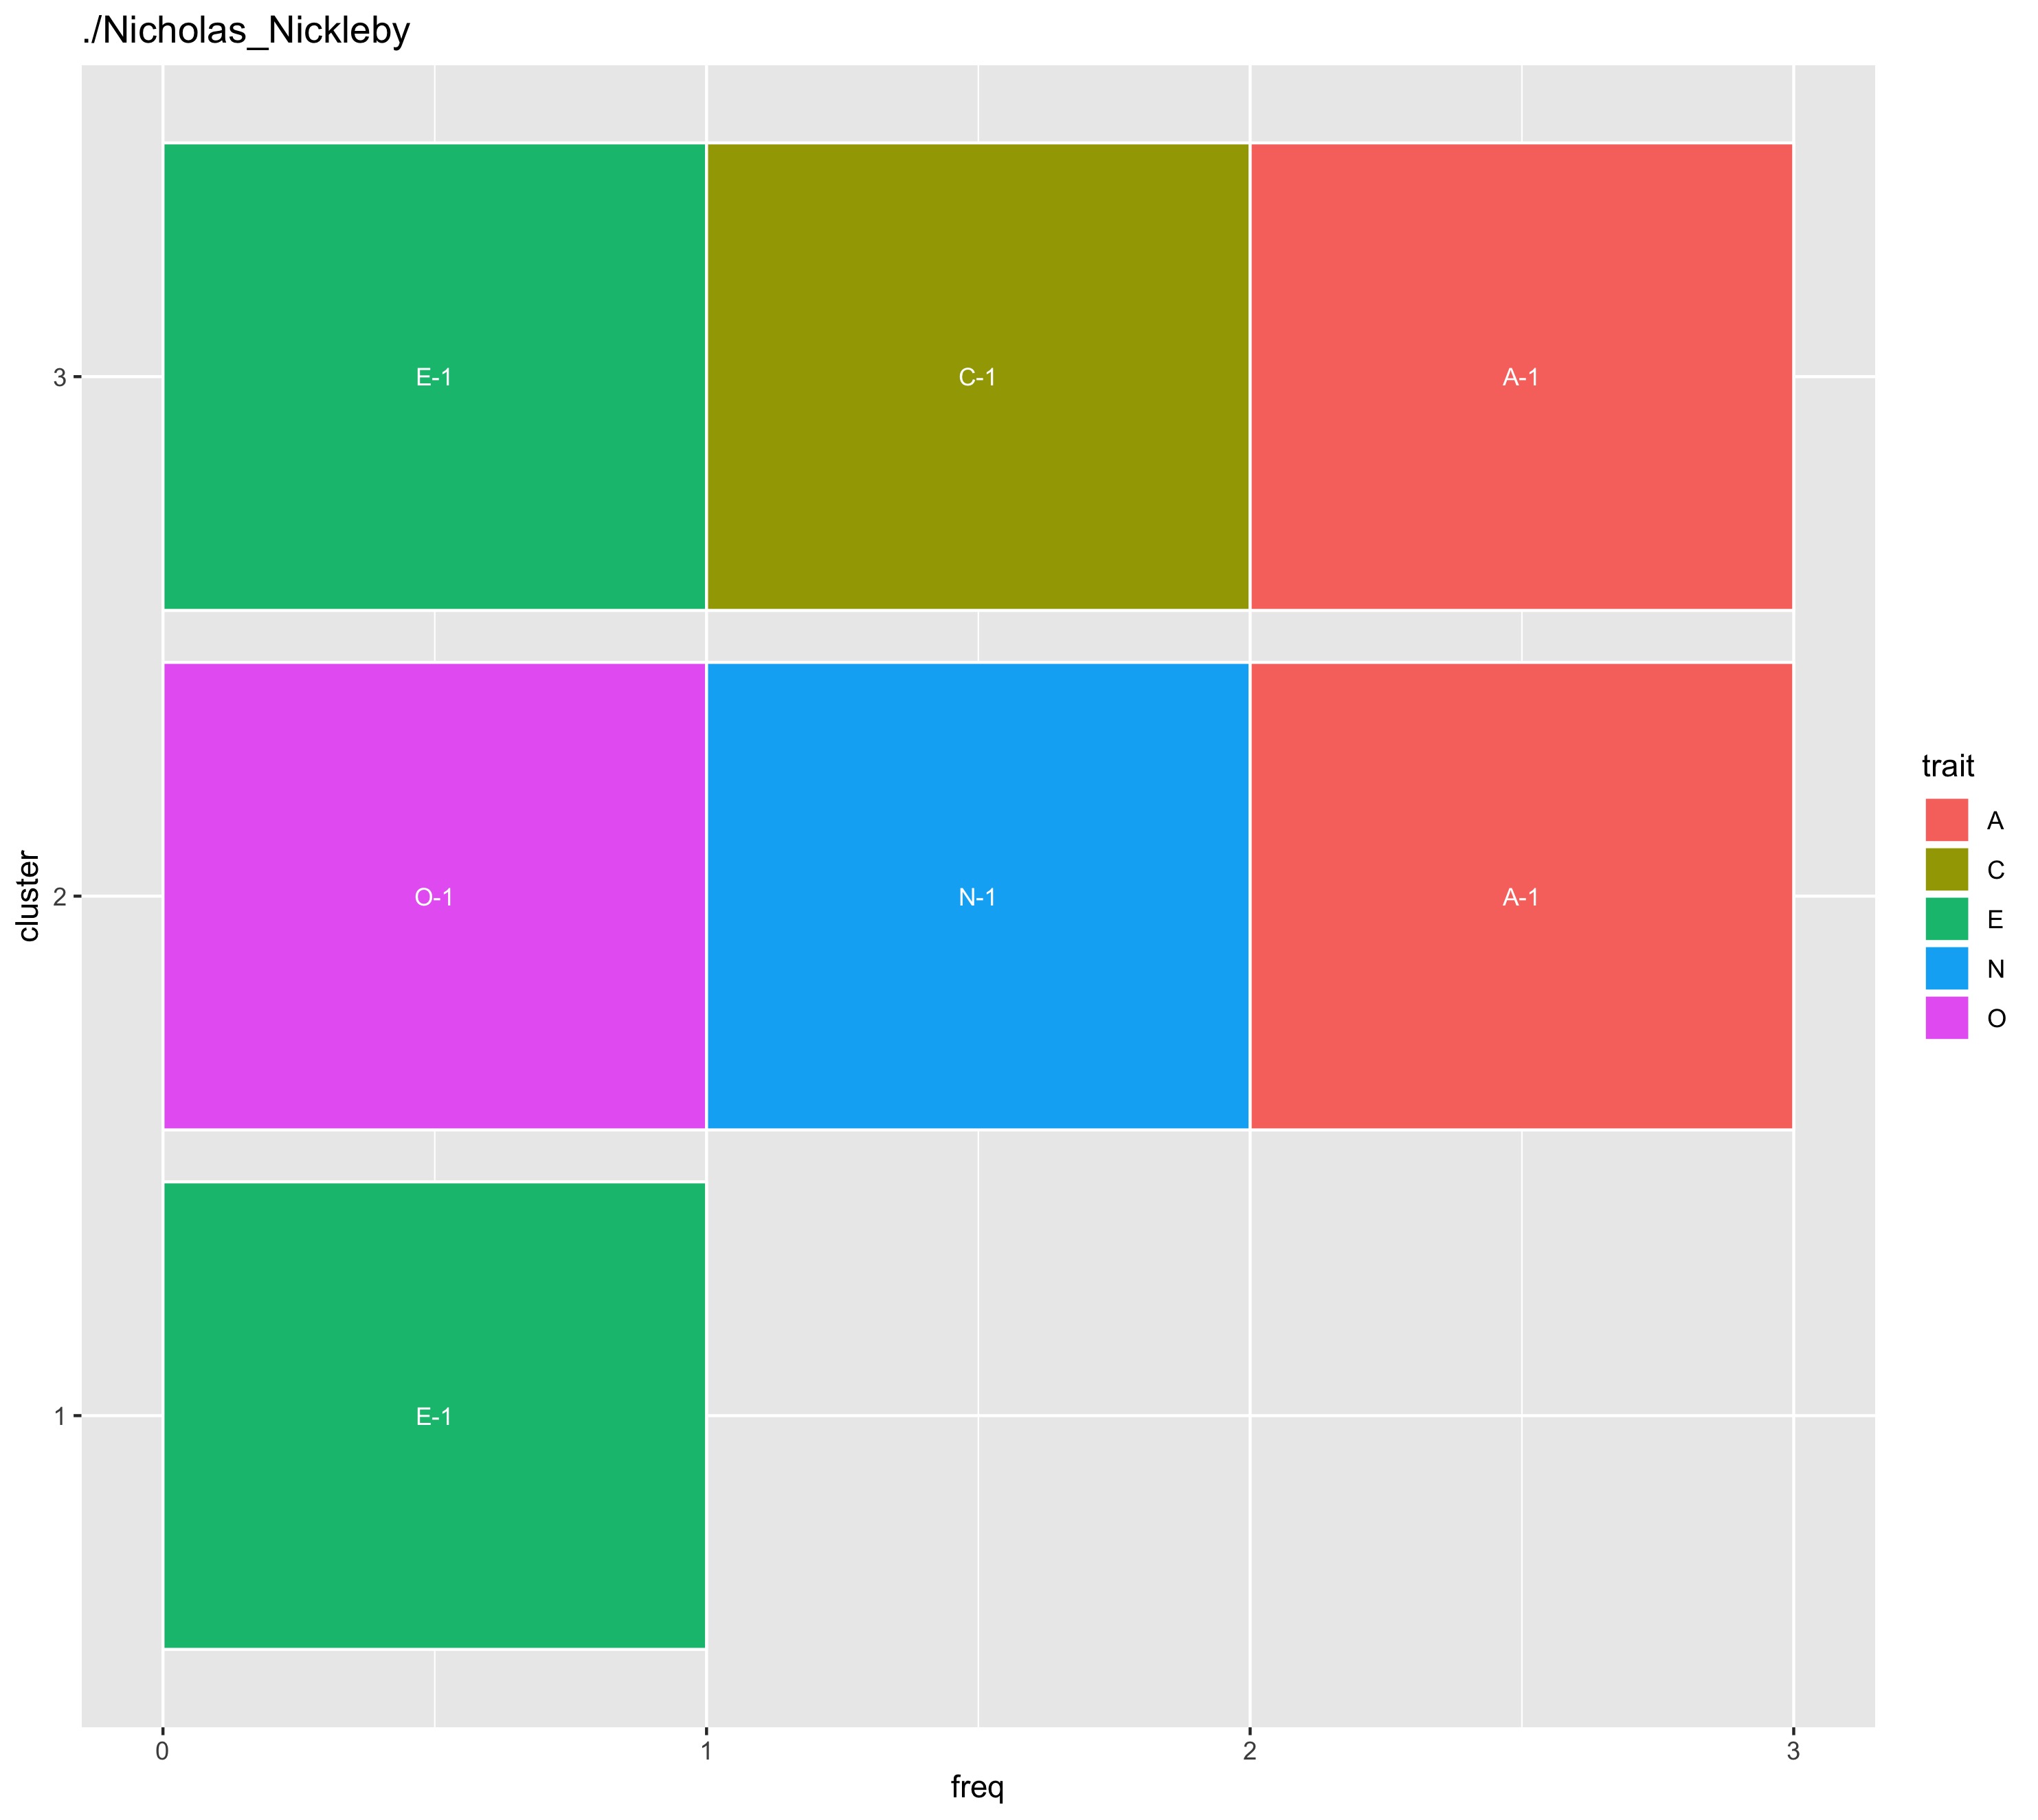 ./Nicholas_Nickleby
3
E-1
C-1
A-1
2
O-1
N-1
A-1
1
E-1
cluster
0
1
2
3
freq
trait
A
C
E
N
O